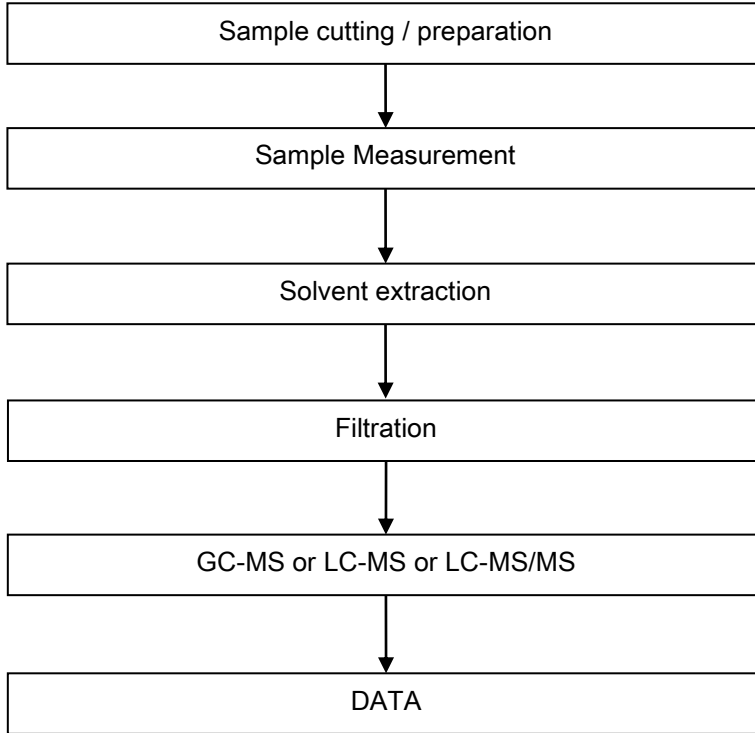 Sample cutting / preparation
Sample Measurement
Solvent extraction
Filtration
GC-MS or LC-MS or LC-MS/MS
DATA